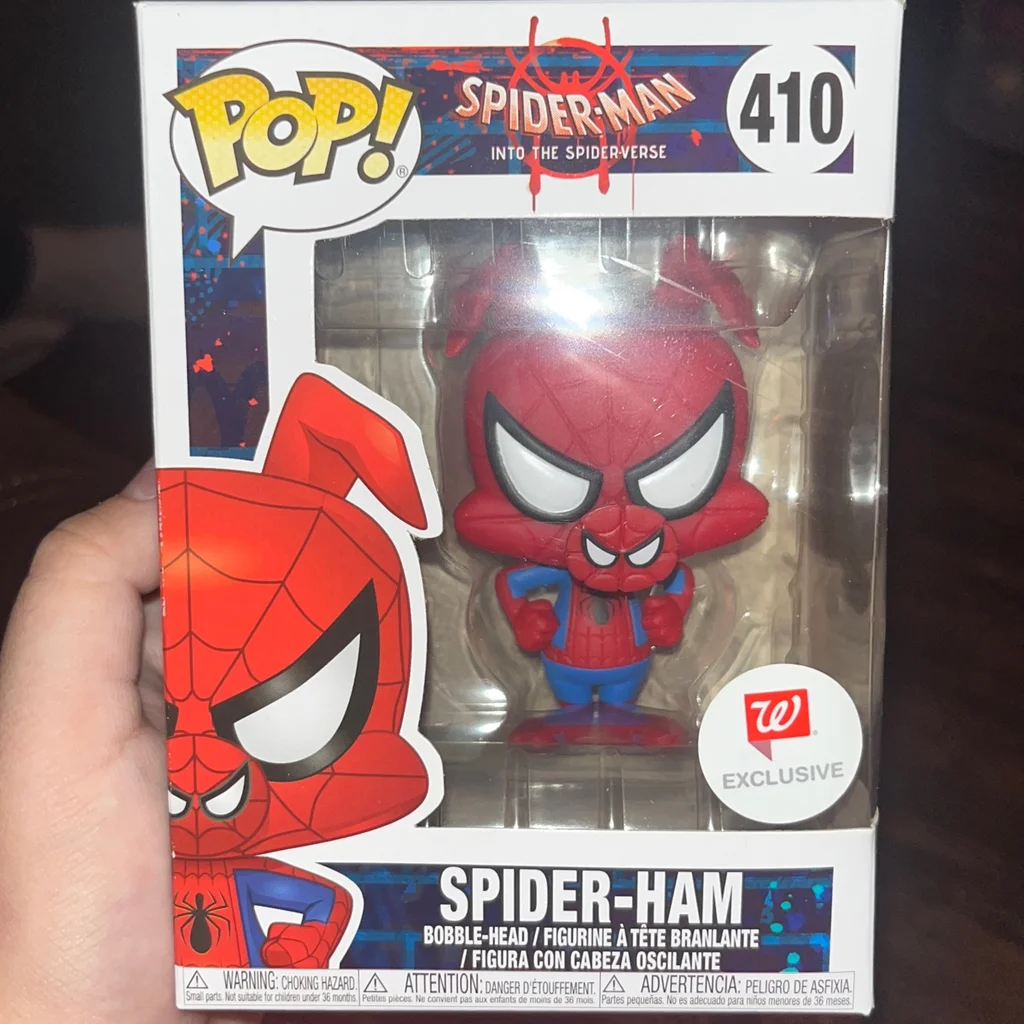 POP!®
SPIDER-MAN
INTO THE SPIDER-VERSE
410
W®
EXCLUSIVE
SPIDER-HAM
BOBBLE-HEAD / FIGURINE À TÊTE BRANLANTE
/ FIGURA CON CABEZA OSCILANTE
⚠ WARNING: CHOKING HAZARD.
Small parts. Not suitable for children under 36 months.
⚠ ATTENTION: DANGER D'ÉTOUFFEMENT.
Petites pièces. Ne convient pas aux enfants de moins de 36 mois.
⚠ ADVERTENCIA: PELIGRO DE ASFIXIA.
Partes pequeñas. No es adecuado para niños menores de 36 meses.